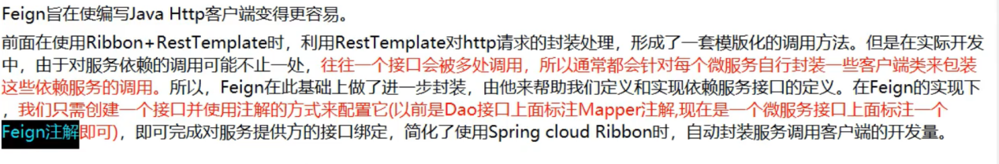 Feign旨在使编写Java Http客户端变得更容易。
前面在使用Ribbon+RestTemplate时，利用RestTemplate对http请求的封装处理，形成了一套模版化的调用方法。但是在实际开发
中，由于对服务依赖的调用可能不止一处，往往一个接口会被多处调用，所以通常都会针对每个微服务自行封装一些客户端类来包装
这些依赖服务的调用。所以，Feign在此基础上做了进一步封装，由他来帮助我们定义和实现依赖服务接口的定义。在Feign的实现下
，我们只需创建一个接口并使用注解的方式来配置它(以前是Dao接口上面标注Mapper注解,现在是一个微服务接口上面标注一个
Feign注解即可)，即可完成对服务提供方的接口绑定，简化了使用Spring cloud Ribbon时，自动封装服务调用客户端的开发量。